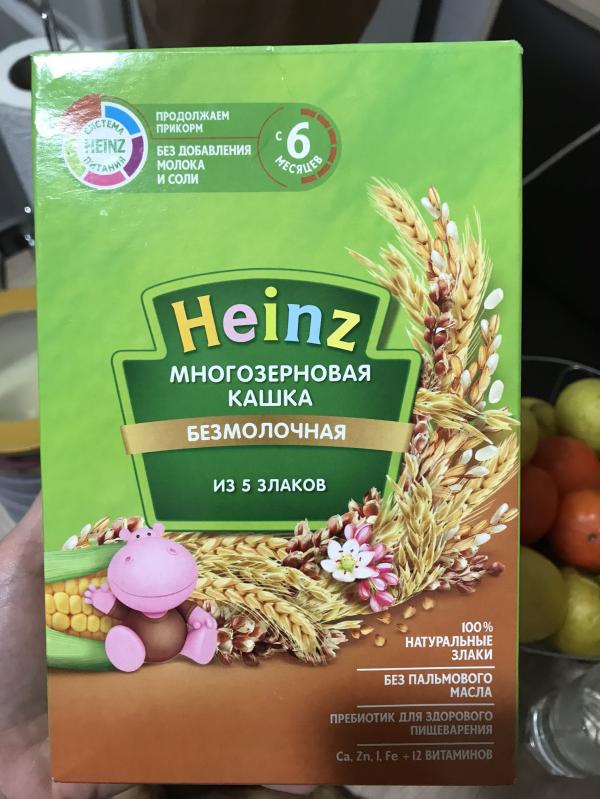 СИСТЕМА
HEINZ
ПИТАНИЯ
ПРОДОЛЖАЕМ
ПРИКОРМ
БЕЗ ДОБАВЛЕНИЯ
МОЛОКА
И СОЛИ
с 6
МЕСЯЦЕВ
Heinz
МНОГОЗЕРНОВАЯ
КАШКА
БЕЗМОЛОЧНАЯ
ИЗ 5 ЗЛАКОВ
100%
НАТУРАЛЬНЫЕ
ЗЛАКИ
БЕЗ ПАЛЬМОВОГО
МАСЛА
ПРЕБИОТИК ДЛЯ ЗДОРОВОГО
ПИЩЕВАРЕНИЯ
Ca, Zn, I, Fe + 12 ВИТАМИНОВ